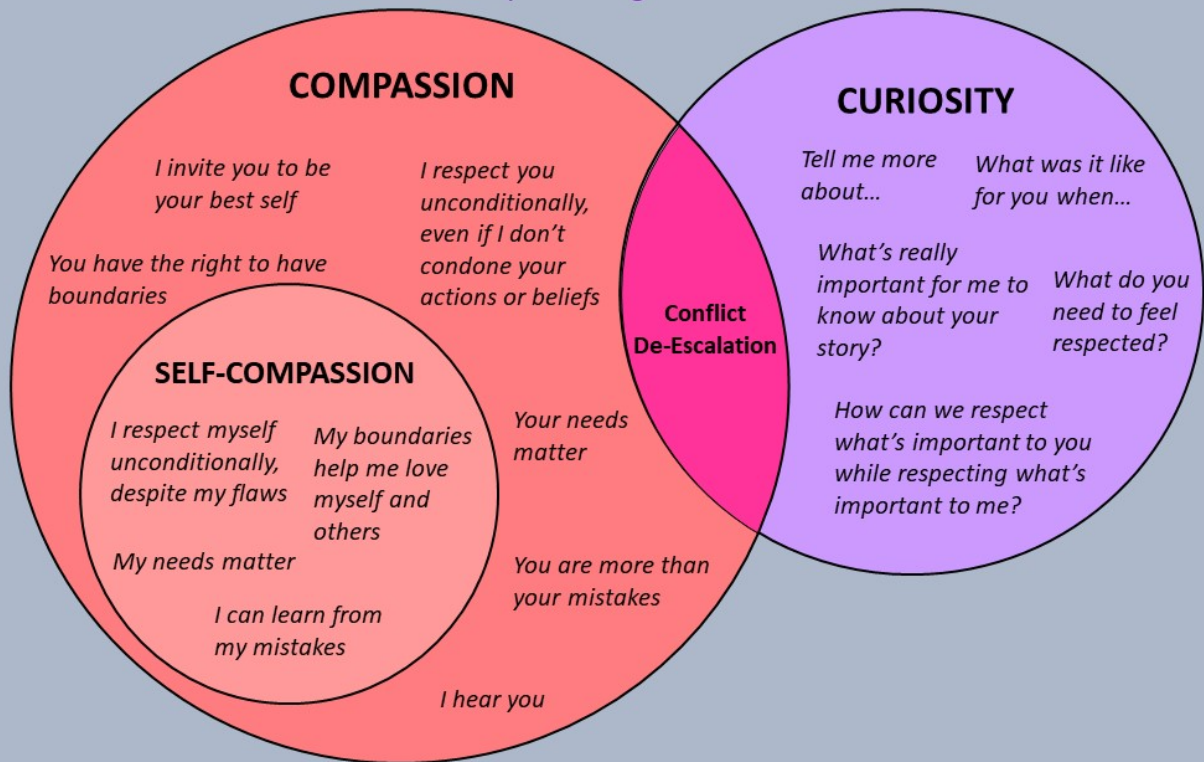 COMPASSION
I invite you to be
your best self
I respect you
unconditionally,
even if I don't
condone your
actions or beliefs
You have the right to have
boundaries
SELF-COMPASSION
I respect myself
unconditionally,
despite my flaws
My boundaries
help me love
myself and
others
My needs matter
I can learn from
my mistakes
Your needs
matter
You are more than
your mistakes
I hear you
Conflict
De-Escalation
CURIOSITY
Tell me more
about...
What was it like
for you when...
What's really
important for me to
know about your
story?
What do you
need to feel
respected?
How can we respect
what's important to you
while respecting what's
important to me?